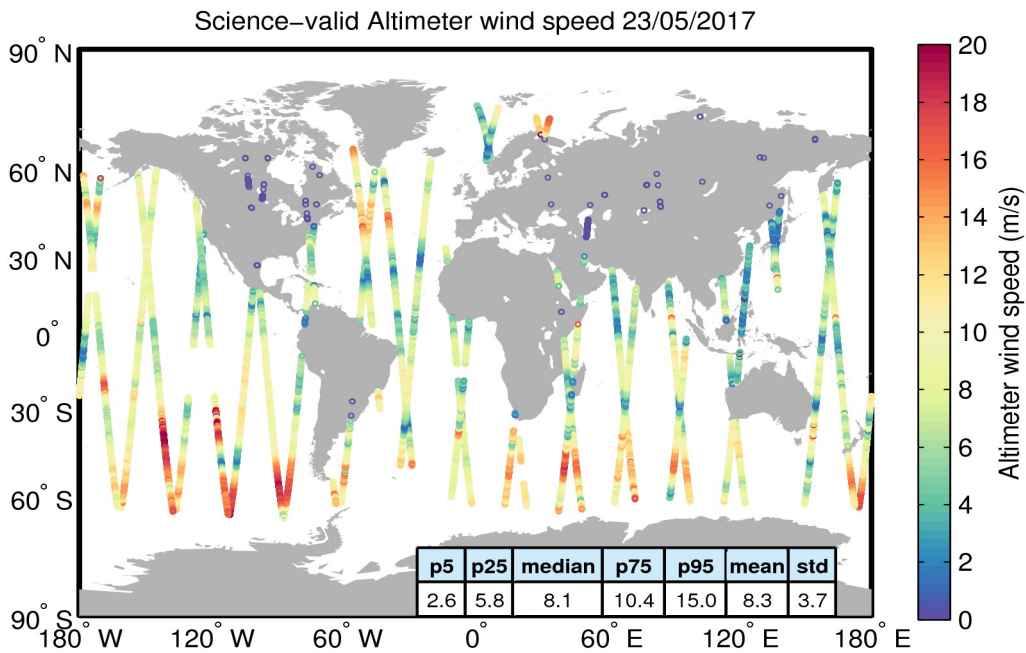 Science−valid Altimeter wind speed 23/05/2017
90° N
60° N
30° N
0°
30° S
60° S
90° S
180° W
120° W
60° W
0°
60° E
120° E
180° E
p5 p25 median p75 p95 mean std
2.6 5.8 8.1 10.4 15.0 8.3 3.7
20
18
16
14
12
10
8
6
4
2
0
Altimeter wind speed (m/s)